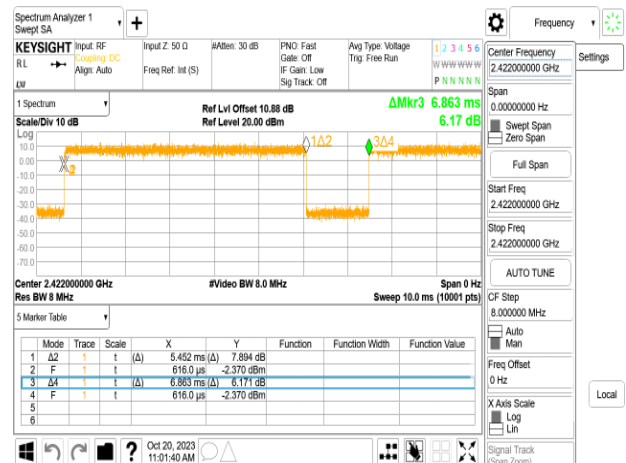 Spectrum Analyzer 1
Swept SA
Frequency
KEYSIGHT
Input: RF
Input Z: 50 Ω
#Atten: 30 dB
PNO: Fast
Avg Type: Voltage
1 2 3 4 5 6
RL
Coupling: DC
Gate: Off
Trig: Free Run
Align: Auto
Freq Ref: Int (S)
IF Gain: Low
W W W W W W
Sig Track: Off
P N N N N N
LXI
1 Spectrum
Ref Lvl Offset 10.88 dB
ΔMkr3 6.863 ms
Scale/Div 10 dB
Ref Level 20.00 dBm
6.17 dB
Log
10.0
0.00
-10.0
-20.0
-30.0
-40.0
-50.0
-60.0
-70.0
1Δ2
3Δ4
Center 2.422000000 GHz
#Video BW 8.0 MHz
Span 0 Hz
Res BW 8 MHz
Sweep 10.0 ms (10001 pts)
5 Marker Table
Mode Trace Scale X Y Function Function Width Function Value
1 Δ2 1 t (Δ) 5.452 ms (Δ) 7.894 dB
2 F 1 t 616.0 µs -2.370 dBm
3 Δ4 1 t (Δ) 6.863 ms (Δ) 6.171 dB
4 F 1 t 616.0 µs -2.370 dBm
5
6
?
Oct 20, 2023
11:01:40 AM
Center Frequency
2.422000000 GHz
Settings
Span
0.00000000 Hz
Swept Span
Zero Span
Full Span
Start Freq
2.422000000 GHz
Stop Freq
2.422000000 GHz
AUTO TUNE
CF Step
8.000000 MHz
Auto
Man
Freq Offset
0 Hz
X Axis Scale
Log
Lin
Local
Signal Track
(Span Zoom)